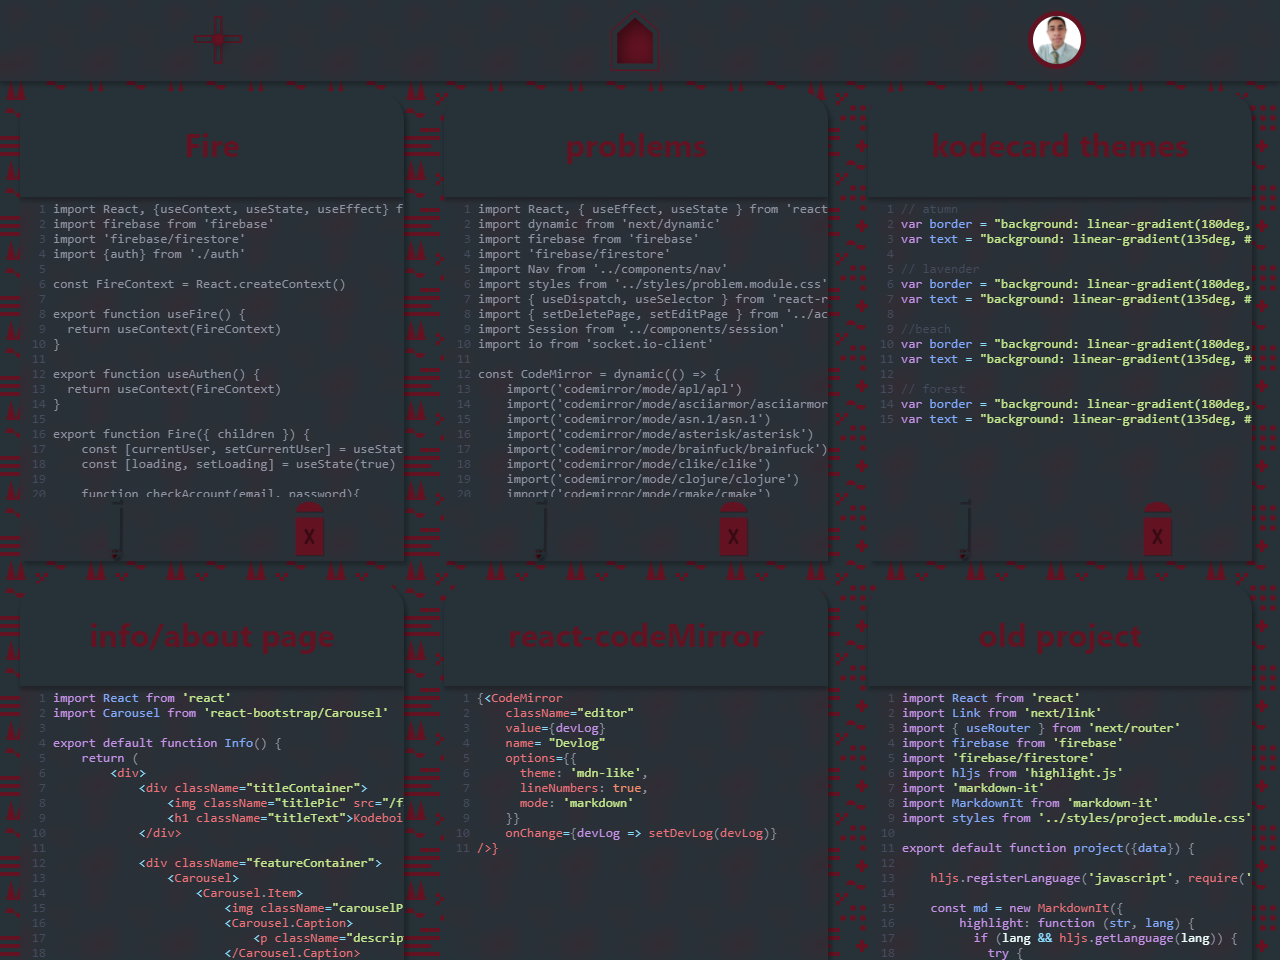 Fire
1 import React, {useContext, useState, useEffect} f
2 import firebase from 'firebase'
3 import 'firebase/firestore'
4 import {auth} from './auth'
5
6 const FireContext = React.createContext()
7
8 export function useFire() {
9 return useContext(FireContext)
10 }
11
12 export function useAuthen() {
13 return useContext(FireContext)
14 }
15
16 export function Fire({ children }) {
17 const [currentUser, setCurrentUser] = useStat
18 const [loading, setLoading] = useState(true)
19
20 function checkAccount(email, password){
X
problems
1 import React, { useEffect, useState } from 'react
2 import dynamic from 'next/dynamic'
3 import firebase from 'firebase'
4 import 'firebase/firestore'
5 import Nav from '../components/nav'
6 import styles from '../styles/problem.module.css'
7 import { useDispatch, useSelector } from 'react-r
8 import { setDeletePage, setEditPage } from '../ac
9 import Session from '../components/session'
10 import io from 'socket.io-client'
11
12 const CodeMirror = dynamic(() => {
13 import('codemirror/mode/apl/apl')
14 import('codemirror/mode/asciiarmor/asciiarmor
15 import('codemirror/mode/asn.1/asn.1')
16 import('codemirror/mode/asterisk/asterisk')
17 import('codemirror/mode/brainfuck/brainfuck')
18 import('codemirror/mode/clike/clike')
19 import('codemirror/mode/clojure/clojure)
20 import('codemirror/mode/cmake/cmake')
X
kodecard themes
1 // atumn
2 var border = "background: linear-gradient(180deg,
3 var text = "background: linear-gradient(135deg, #
4
5 // lavender
6 var border = "background: linear-gradient(180deg,
7 var text = "background: linear-gradient(135deg, #
8
9 //beach
10 var border = "background: linear-gradient(180deg,
11 var text = "background: linear-gradient(135deg, #
12
13 // forest
14 var border = "background: linear-gradient(180deg,
15 var text = "background: linear-gradient(135deg, #
X
info/about page
1 import React from 'react'
2 import Carousel from 'react-bootstrap/Carousel'
3
4 export default function Info() {
5 return (
6 <div>
7 <div className="titleContainer">
8 <img className="titlePic" src="/f
9 <h1 className="titleText">Kodeboi
10 </div>
11
12 <div className="featureContainer">
13 <Carousel>
14 <Carousel.Item>
15 <img className="carouselP
16 <Carousel.Caption>
17 <p className="descrip
18 </Carousel.Caption>
react-codeMirror
1 {<CodeMirror
2 className="editor"
3 value={devLog}
4 name= "Devlog"
5 options={{
6 theme: 'mdn-like',
7 lineNumbers: true,
8 mode: 'markdown'
9 }}
10 onChange={devLog => setDevLog(devLog)}
11 />}
old project
1 import React from 'react'
2 import Link from 'next/link'
3 import { useRouter } from 'next/router'
4 import firebase from 'firebase'
5 import 'firebase/firestore'
6 import hljs from 'highlight.js'
7 import 'markdown-it'
8 import MarkdownIt from 'markdown-it'
9 import styles from '../styles/project.module.css'
10
11 export default function project({data}) {
12
13 hljs.registerLanguage('javascript', require('
14
15 const md = new MarkdownIt({
16 highlight: function (str, lang) {
17 if (lang && hljs.getLanguage(lang)) {
18 try {